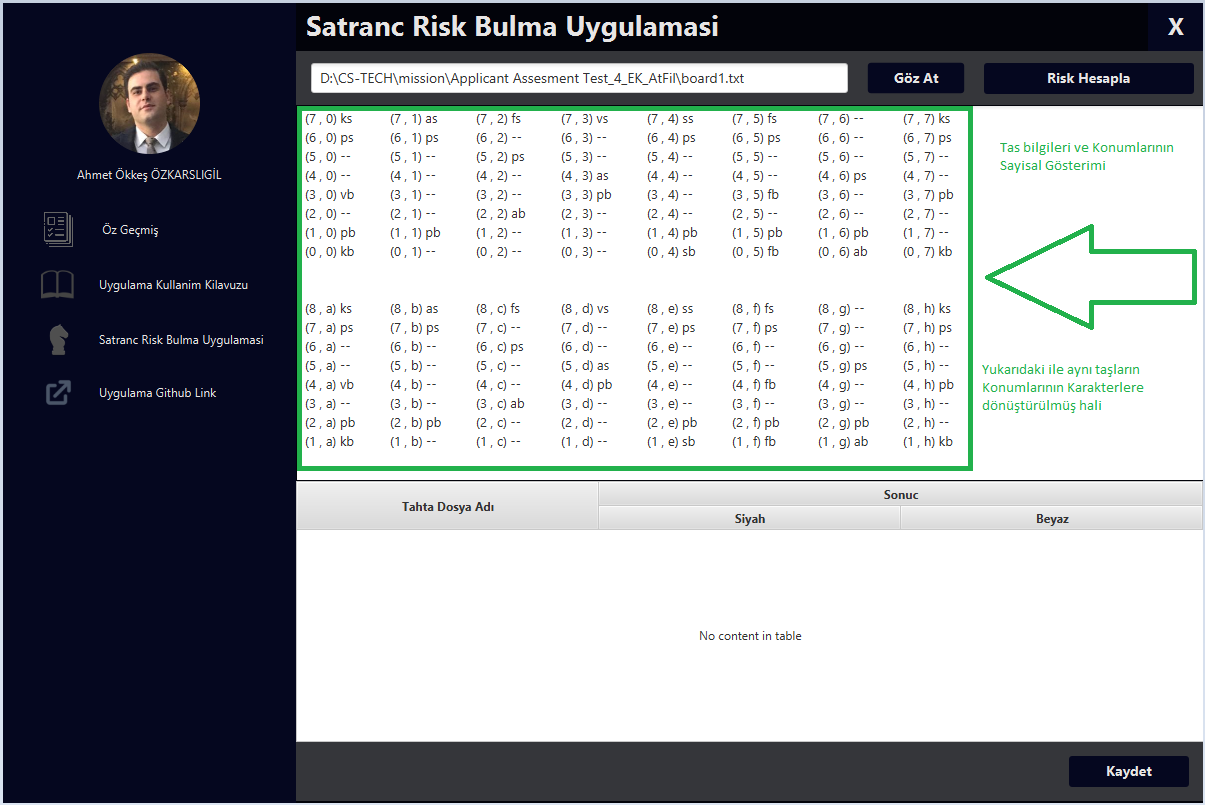 Satranc Risk Bulma Uygulamasi
X
D:\CS-TECH\mission\Applicant Assesment Test_4_EK_AtFil\board1.txt
Göz At
Risk Hesapla
Ahmet Ökkeş ÖZKARSLIGİL
Öz Geçmiş
Uygulama Kullanim Kilavuzu
Satranc Risk Bulma Uygulamasi
Uygulama Github Link
(7 , 0) ks (7 , 1) as (7 , 2) fs (7 , 3) vs (7 , 4) ss (7 , 5) fs (7 , 6) -- (7 , 7) ks
(6 , 0) ps (6 , 1) ps (6 , 2) -- (6 , 3) -- (6 , 4) ps (6 , 5) ps (6 , 6) -- (6 , 7) ps
(5 , 0) -- (5 , 1) -- (5 , 2) ps (5 , 3) -- (5 , 4) -- (5 , 5) -- (5 , 6) -- (5 , 7) --
(4 , 0) -- (4 , 1) -- (4 , 2) -- (4 , 3) as (4 , 4) -- (4 , 5) -- (4 , 6) ps (4 , 7) --
(3 , 0) vb (3 , 1) -- (3 , 2) -- (3 , 3) pb (3 , 4) -- (3 , 5) fb (3 , 6) -- (3 , 7) pb
(2 , 0) -- (2 , 1) -- (2 , 2) ab (2 , 3) -- (2 , 4) -- (2 , 5) -- (2 , 6) -- (2 , 7) --
(1 , 0) pb (1 , 1) pb (1 , 2) -- (1 , 3) -- (1 , 4) pb (1 , 5) pb (1 , 6) pb (1 , 7) --
(0 , 0) kb (0 , 1) -- (0 , 2) -- (0 , 3) -- (0 , 4) sb (0 , 5) fb (0 , 6) ab (0 , 7) kb
(8 , a) ks (8 , b) as (8 , c) fs (8 , d) vs (8 , e) ss (8 , f) fs (8 , g) -- (8 , h) ks
(7 , a) ps (7 , b) ps (7 , c) -- (7 , d) -- (7 , e) ps (7 , f) ps (7 , g) -- (7 , h) ps
(6 , a) -- (6 , b) -- (6 , c) ps (6 , d) -- (6 , e) -- (6 , f) -- (6 , g) -- (6 , h) --
(5 , a) -- (5 , b) -- (5 , c) -- (5 , d) as (5 , e) -- (5 , f) -- (5 , g) ps (5 , h) --
(4 , a) vb (4 , b) -- (4 , c) -- (4 , d) pb (4 , e) -- (4 , f) fb (4 , g) -- (4 , h) pb
(3 , a) -- (3 , b) -- (3 , c) ab (3 , d) -- (3 , e) -- (3 , f) -- (3 , g) -- (3 , h) --
(2 , a) pb (2 , b) pb (2 , c) -- (2 , d) -- (2 , e) pb (2 , f) pb (2 , g) pb (2 , h) --
(1 , a) kb (1 , b) -- (1 , c) -- (1 , d) -- (1 , e) sb (1 , f) fb (1 , g) ab (1 , h) kb
Tas bilgileri ve Konumlarının
Sayisal Gösterimi
Yukarıdaki ile aynı taşların
Konumlarının Karakterlere
dönüştürülmüş hali
Tahta Dosya Adı
Sonuc
Siyah
Beyaz
No content in table
Kaydet